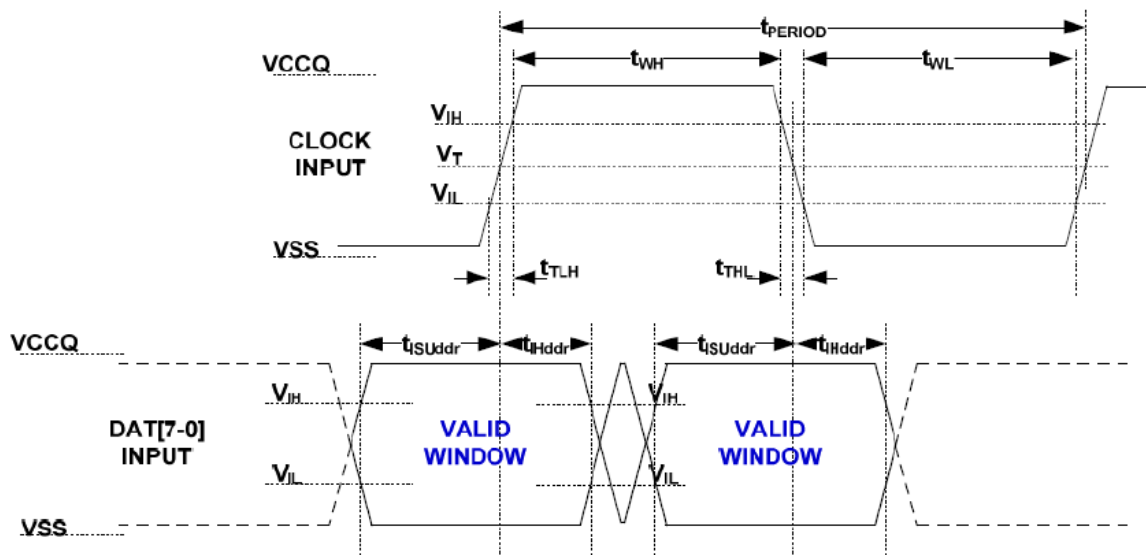 tPERIOD
VCCQ
tWH
tWL
VIH
CLOCK
INPUT
VT
VIL
VSS
tTLH
tTHL
VCCQ
tISUddr
tIHddr
tISUddr
tIHddr
VIH
VIH
DAT[7-0]
INPUT
VALID
WINDOW
VALID
WINDOW
VIL
VIL
VSS